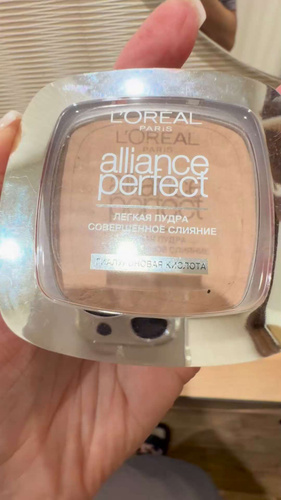 L'ORÉAL
PARIS
alliance
perfect
ЛЕГКАЯ ПУДРА
СОВЕРШЕННОЕ СЛИЯНИЕ
ГИАЛУРОНОВАЯ КИСЛОТА